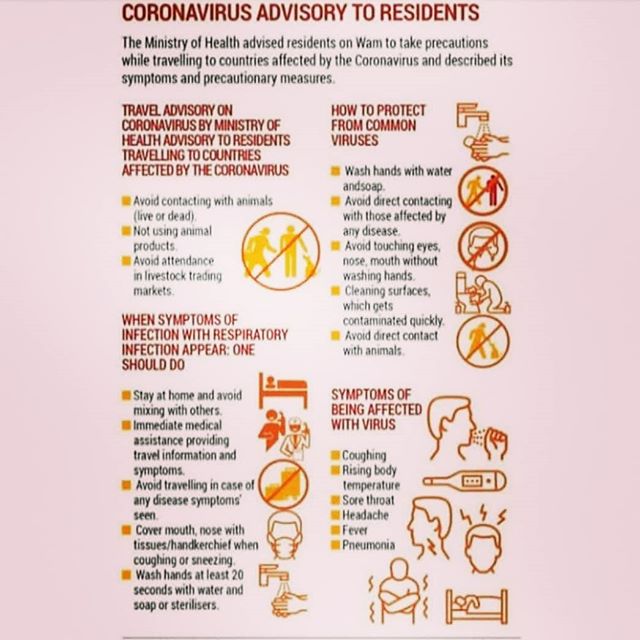 CORONAVIRUS ADVISORY TO RESIDENTS
The Ministry of Health advised residents on Wam to take precautions
while travelling to countries affected by the Coronavirus and described its
symptoms and precautionary measures.
TRAVEL ADVISORY ON
CORONAVIRUS BY MINISTRY OF
HEALTH ADVISORY TO RESIDENTS
TRAVELLING TO COUNTRIES
AFFECTED BY THE CORONAVIRUS
Avoid contacting with animals
(live or dead).
Not using animal
products.
Avoid attendance
in livestock trading
markets.
WHEN SYMPTOMS OF
INFECTION WITH RESPIRATORY
INFECTION APPEAR: ONE
SHOULD DO
Stay at home and avoid
mixing with others.
Immediate medical
assistance providing
travel information and
symptoms.
Avoid travelling in case of
any disease symptoms'
seen.
Cover mouth, nose with
tissues/handkerchief when
coughing or sneezing.
Wash hands at least 20
seconds with water and
soap or sterilisers.
HOW TO PROTECT
FROM COMMON
VIRUSES
Wash hands with water
andsoap.
Avoid direct contacting
with those affected by
any disease.
Avoid touching eyes,
nose, mouth without
washing hands.
Cleaning surfaces,
which gets
contaminated quickly.
Avoid direct contact
with animals.
SYMPTOMS OF
BEING AFFECTED
WITH VIRUS
Coughing
Rising body
temperature
Sore throat
Headache
Fever
Pneumonia